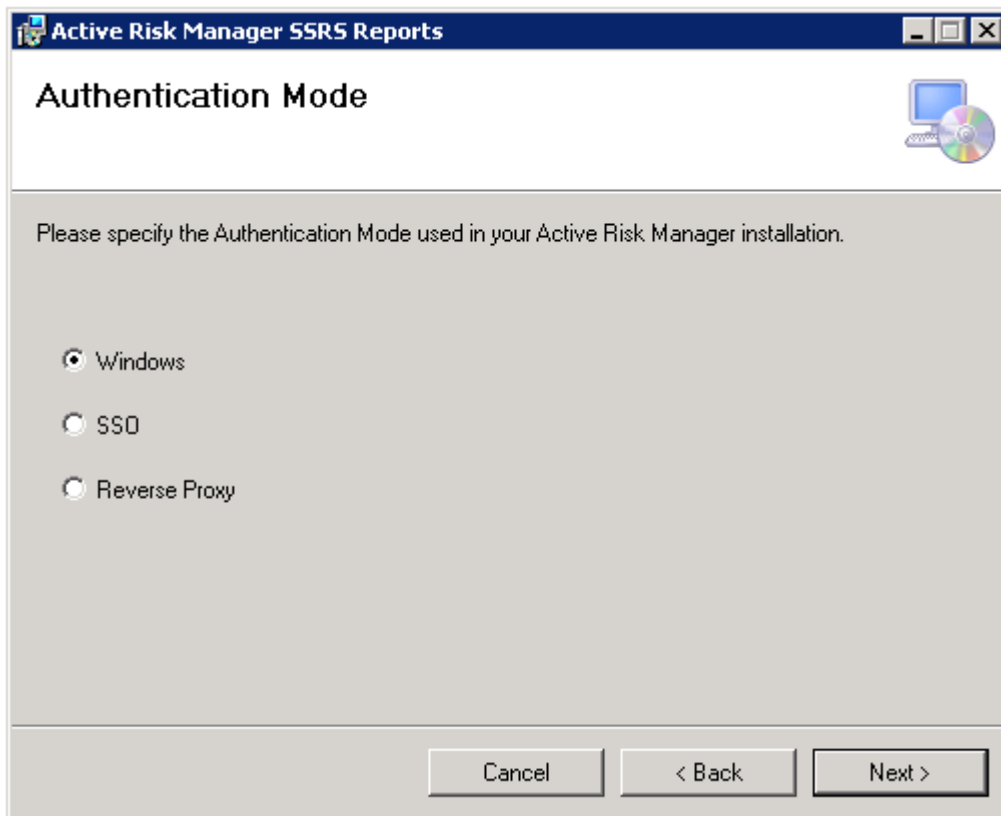 Active Risk Manager SSRS Reports
Authentication Mode
Please specify the Authentication Mode used in your Active Risk Manager installation.
Windows
SSO
Reverse Proxy
Cancel
< Back
Next >